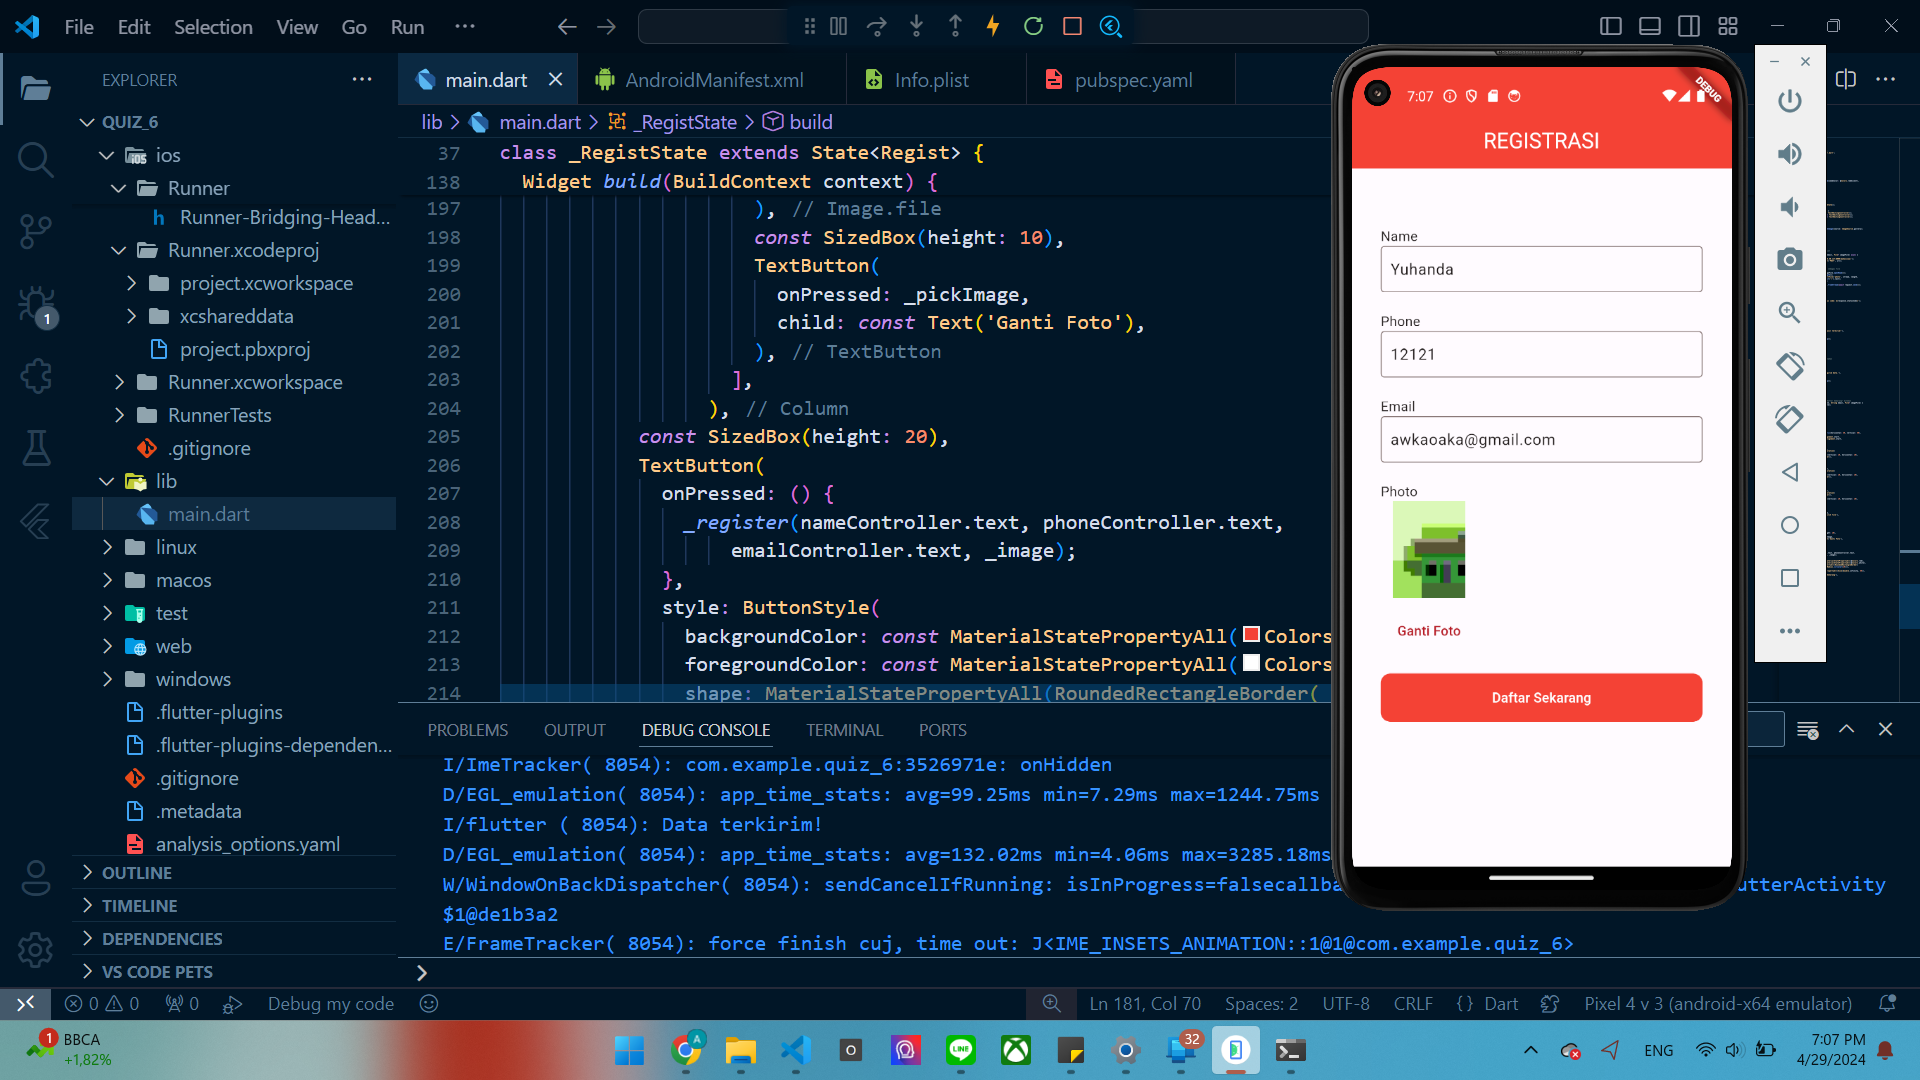 File Edit Selection View Go Run
EXPLORER
QUIZ_6
ios
Runner
h Runner-Bridging-Head...
Runner.xcodeproj
project.xcworkspace
xcshareddata
project.pbxproj
Runner.xcworkspace
RunnerTests
.gitignore
lib
main.dart
linux
macos
test
web
windows
.flutter-plugins
.flutter-plugins-dependen...
.gitignore
.metadata
analysis_options.yaml
OUTLINE
TIMELINE
DEPENDENCIES
VS CODE PETS
1
main.dart AndroidManifest.xml Info.plist pubspec.yaml
lib > main.dart > _RegistState > build
37 class _RegistState extends State<Regist> {
138 Widget build(BuildContext context) {
197 ), // Image.file
198 const SizedBox(height: 10),
199 TextButton(
200 onPressed: _pickImage,
201 child: const Text('Ganti Foto'),
202 ), // TextButton
203 ],
204 ), // Column
205 const SizedBox(height: 20),
206 TextButton(
207 onPressed: () {
208 _register(nameController.text, phoneController.text,
209 emailController.text, _image);
210 },
211 style: ButtonStyle(
212 backgroundColor: const MaterialStatePropertyAll(Colors
213 foregroundColor: const MaterialStatePropertyAll(Colors
214 shape: MaterialStatePropertyAll(RoundedRectangleBorder(
PROBLEMS OUTPUT DEBUG CONSOLE TERMINAL PORTS
I/ImeTracker( 8054): com.example.quiz_6:3526971e: onHidden
D/EGL_emulation( 8054): app_time_stats: avg=99.25ms min=7.29ms max=1244.75ms
I/flutter ( 8054): Data terkirim!
D/EGL_emulation( 8054): app_time_stats: avg=132.02ms min=4.06ms max=3285.18ms
W/WindowOnBackDispatcher( 8054): sendCancelIfRunning: isInProgress=falsecallba utterActivity
$1@de1b3a2
E/FrameTracker( 8054): force finish cuj, time out: J<IME_INSETS_ANIMATION::1@1@com.example.quiz_6>
7:07
DEBUG
REGISTRASI
Name
Yuhanda
Phone
12121
Email
awkaoaka@gmail.com
Photo
Ganti Foto
Daftar Sekarang
0 0 0 Debug my code Ln 181, Col 70 Spaces: 2 UTF-8 CRLF {} Dart Pixel 4 v 3 (android-x64 emulator)
1 BBCA
+1,82%
A
O
LINE
32
ENG
7:07 PM
4/29/2024